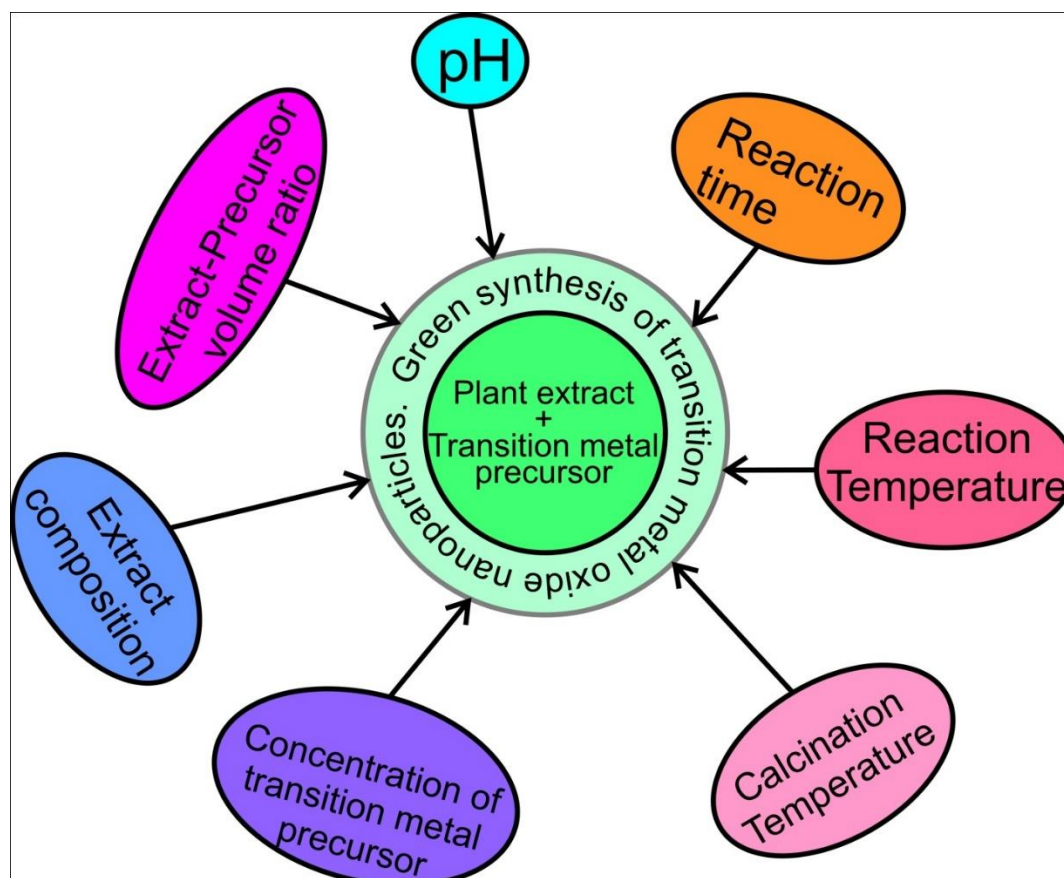 pH
Reaction
time
Reaction
Temperature
Calcination
Temperature
Concentration of
transition metal
precursor
Extract
composition
Extract-Precursor
volume ratio
Green synthesis of transition metal oxide nanoparticles.
Plant extract
+
Transition metal
precursor